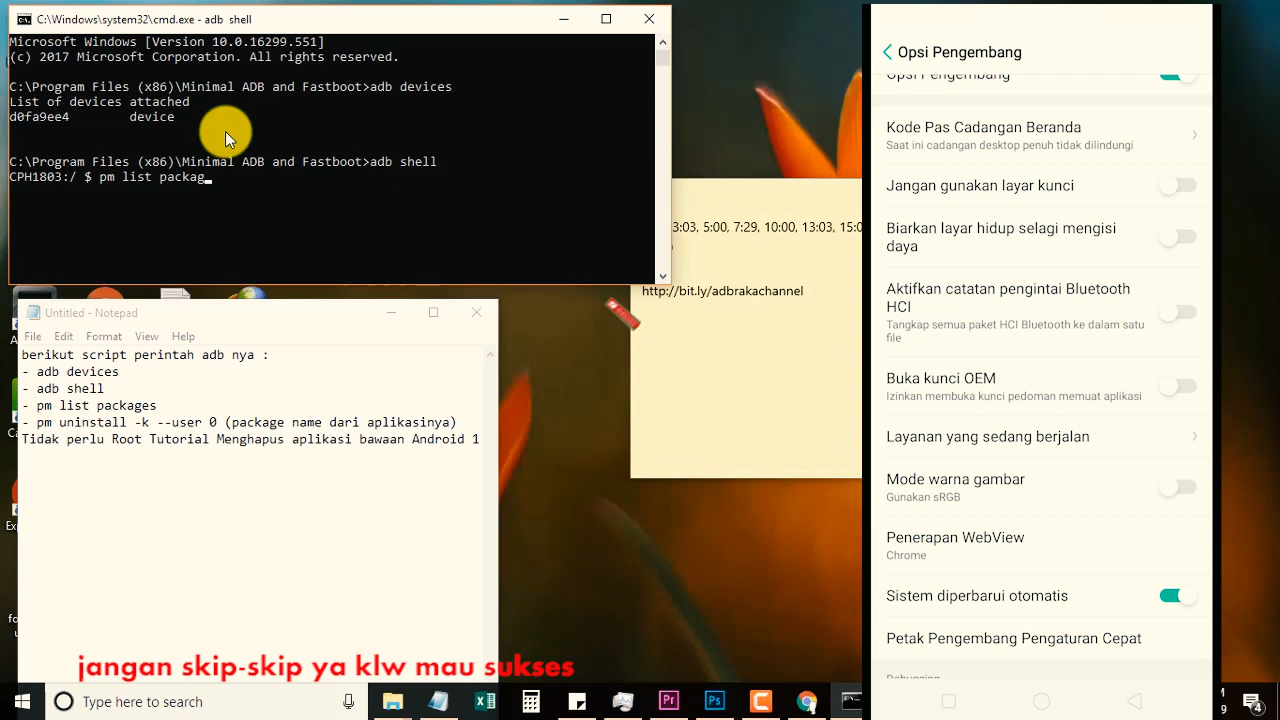 C:\Windows\system32\cmd.exe - adb shell
Microsoft Windows [Version 10.0.16299.551]
(c) 2017 Microsoft Corporation. All rights reserved.
C:\Program Files (x86)\Minimal ADB and Fastboot>adb devices
List of devices attached
d0fa9ee4 device
C:\Program Files (x86)\Minimal ADB and Fastboot>adb shell
CPH1803:/ $ pm list packag
3:03, 5:00, 7:29, 10:00, 13:03, 15:0
http://bit.ly/adbrakachannel
Untitled - Notepad
File Edit Format View Help
berikut script perintah adb nya :
- adb devices
- adb shell
- pm list packages
- pm uninstall -k --user 0 (package name dari aplikasinya)
Tidak perlu Root Tutorial Menghapus aplikasi bawaan Android 1
jangan skip-skip ya klw mau sukses
Type here to search
Opsi Pengembang
Opsi Pengembang
Kode Pas Cadangan Beranda
Saat ini cadangan desktop penuh tidak dilindungi
Jangan gunakan layar kunci
Biarkan layar hidup selagi mengisi
daya
Aktifkan catatan pengintai Bluetooth
HCI
Tangkap semua paket HCI Bluetooth ke dalam satu
file
Buka kunci OEM
Izinkan membuka kunci pedoman memuat aplikasi
Layanan yang sedang berjalan
Mode warna gambar
Gunakan sRGB
Penerapan WebView
Chrome
Sistem diperbarui otomatis
Petak Pengembang Pengaturan Cepat